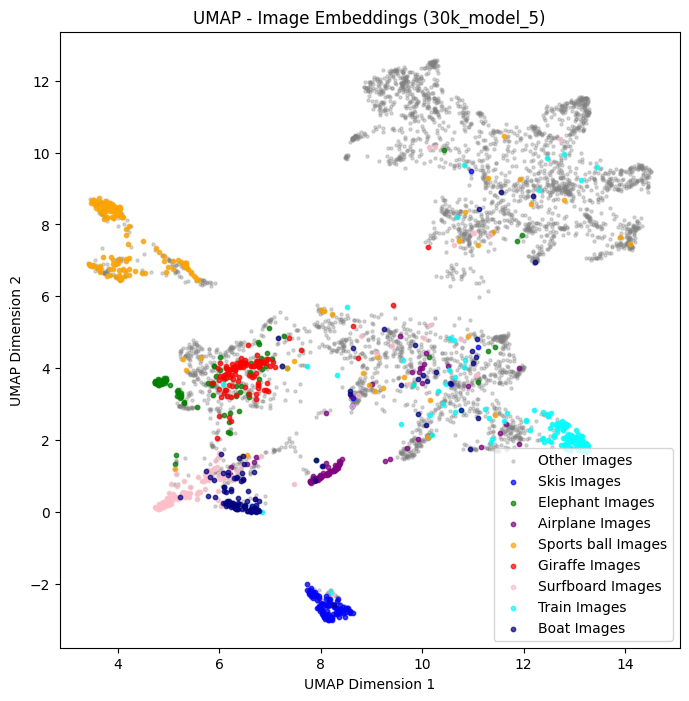 UMAP - Image Embeddings (30k_model_5)
UMAP Dimension 2
12
10
8
6
4
2
0
−2
Other Images
Skis Images
Elephant Images
Airplane Images
Sports ball Images
Giraffe Images
Surfboard Images
Train Images
Boat Images
4 6 8 10 12 14
UMAP Dimension 1